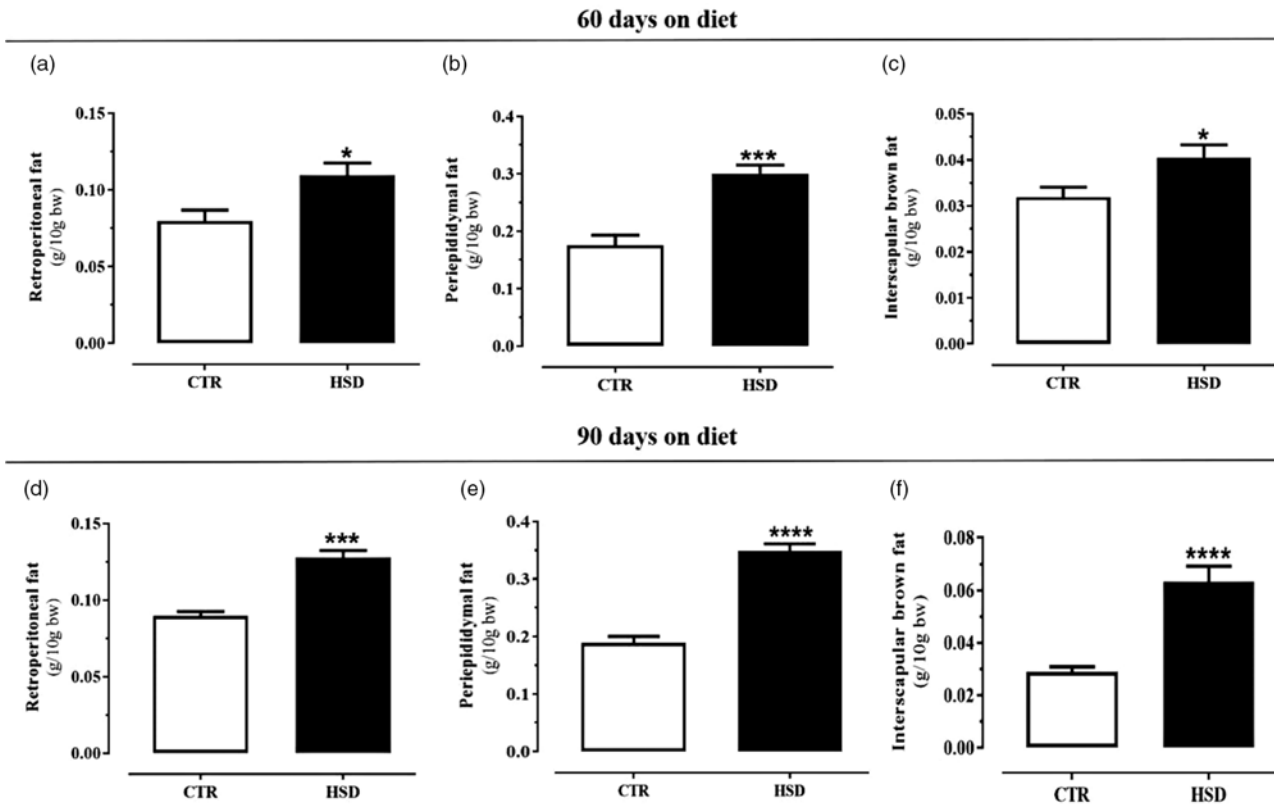 60 days on diet
(a)
Retroperitoneal fat
(g/10g bw)
0.15
0.10
0.05
0.00
*
CTR HSD
(b)
Periepididymal fat
(g/10g bw)
0.4
0.3
0.2
0.1
0.0
***
CTR HSD
(c)
Interscapular brown fat
(g/10g bw)
0.05
0.04
0.03
0.02
0.01
0.00
*
CTR HSD
90 days on diet
(d)
Retroperitoneal fat
(g/10g bw)
0.15
0.10
0.05
0.00
***
CTR HSD
(e)
Periepididymal fat
(g/10g bw)
0.4
0.3
0.2
0.1
0.0
****
CTR HSD
(f)
Interscapular brown fat
(g/10g bw)
0.08
0.06
0.04
0.02
0.00
****
CTR HSD